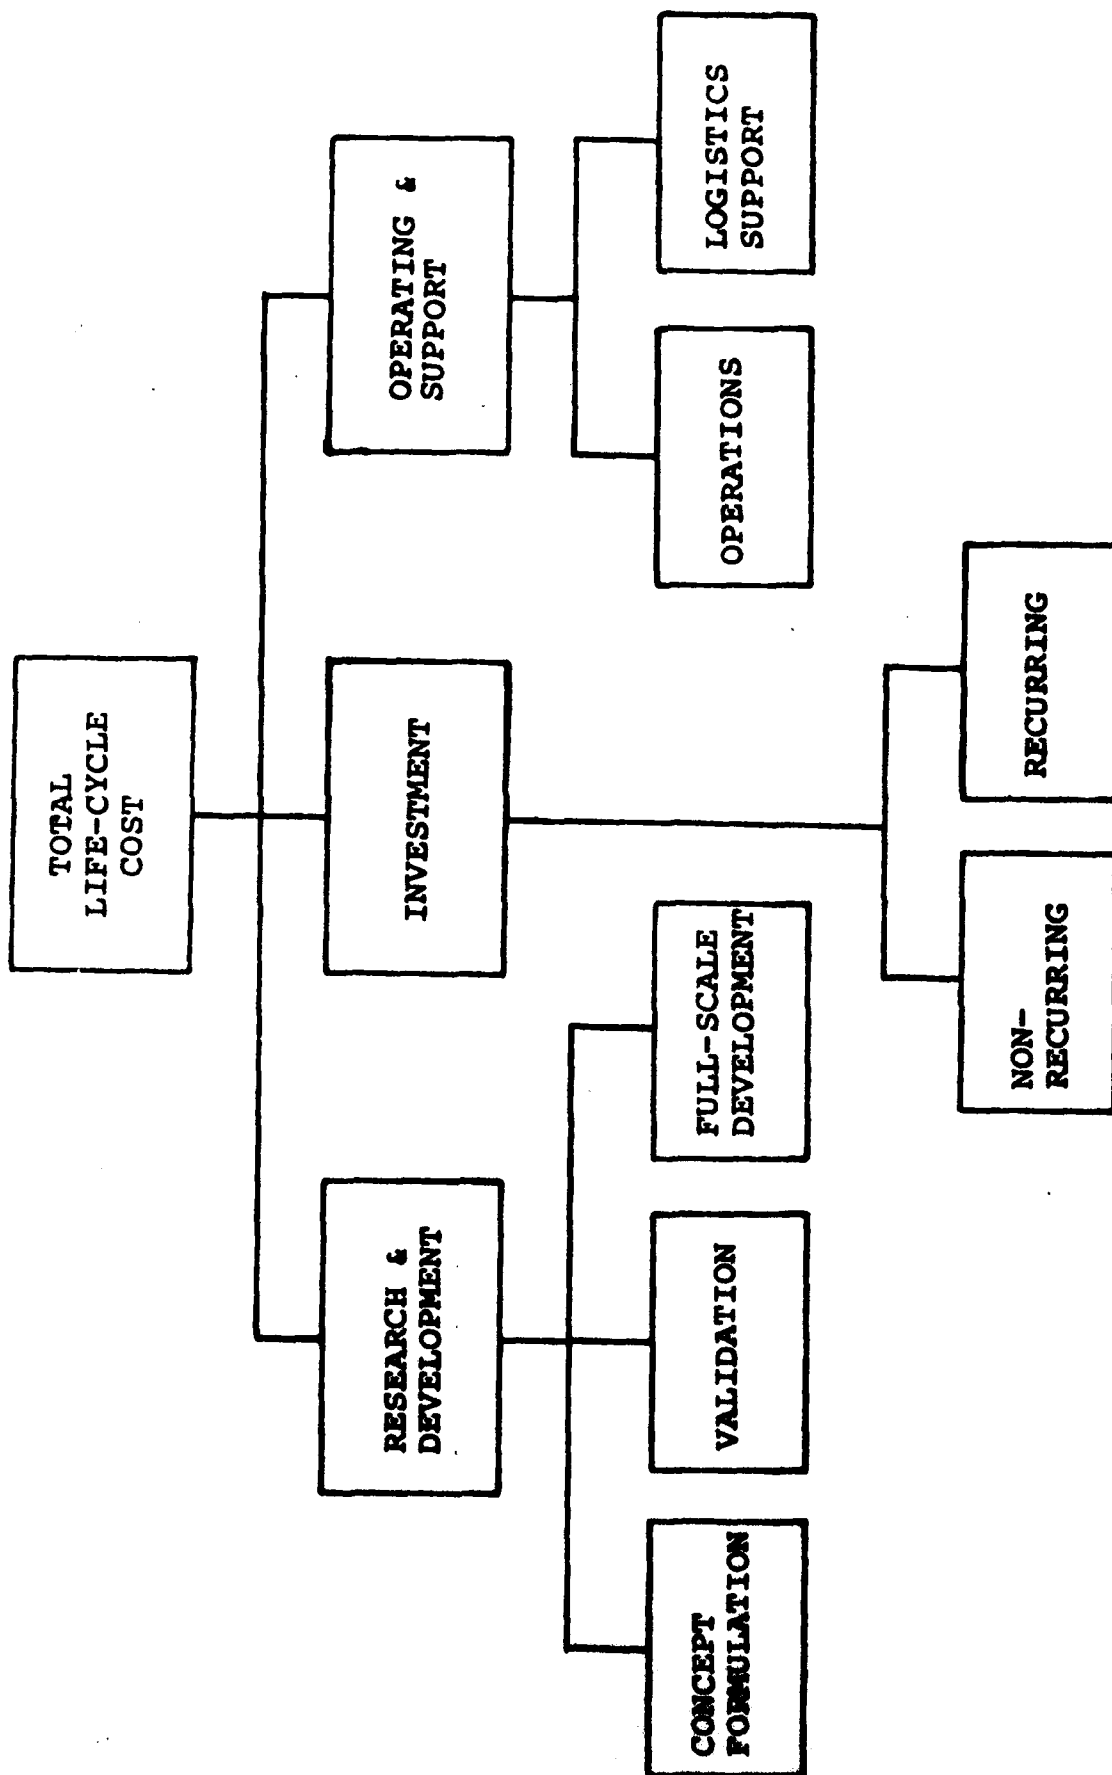 TOTAL
LIFE-CYCLE
COST
RESEARCH &
DEVELOPMENT
INVESTMENT
OPERATING &
SUPPORT
CONCEPT
FORMULATION
VALIDATION
FULL-SCALE
DEVELOPMENT
OPERATIONS
LOGISTICS
SUPPORT
NON-
RECURRING
RECURRING